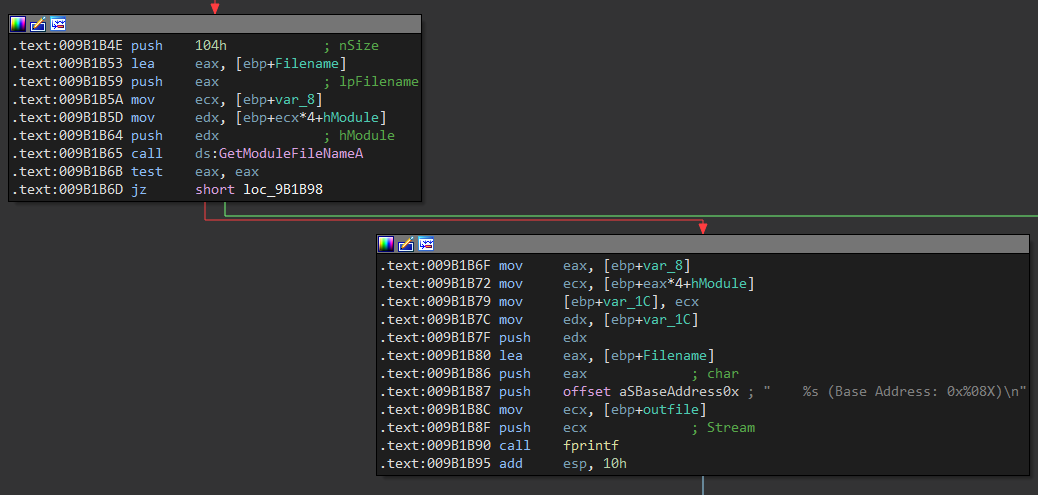 .text:009B1B4E push 104h ; nSize
.text:009B1B53 lea eax, [ebp+Filename]
.text:009B1B59 push eax ; lpFilename
.text:009B1B5A mov ecx, [ebp+var_8]
.text:009B1B5D mov edx, [ebp+ecx*4+hModule]
.text:009B1B64 push edx ; hModule
.text:009B1B65 call ds:GetModuleFileNameA
.text:009B1B6B test eax, eax
.text:009B1B6D jz short loc_9B1B98
.text:009B1B6F mov eax, [ebp+var_8]
.text:009B1B72 mov ecx, [ebp+eax*4+hModule]
.text:009B1B79 mov [ebp+var_1C], ecx
.text:009B1B7C mov edx, [ebp+var_1C]
.text:009B1B7F push edx
.text:009B1B80 lea eax, [ebp+Filename]
.text:009B1B86 push eax ; char
.text:009B1B87 push offset aSBaseAddress0x ; "    %s (Base Address: 0x%08X)\n"
.text:009B1B8C mov ecx, [ebp+outfile]
.text:009B1B8F push ecx ; Stream
.text:009B1B90 call fprintf
.text:009B1B95 add esp, 10h